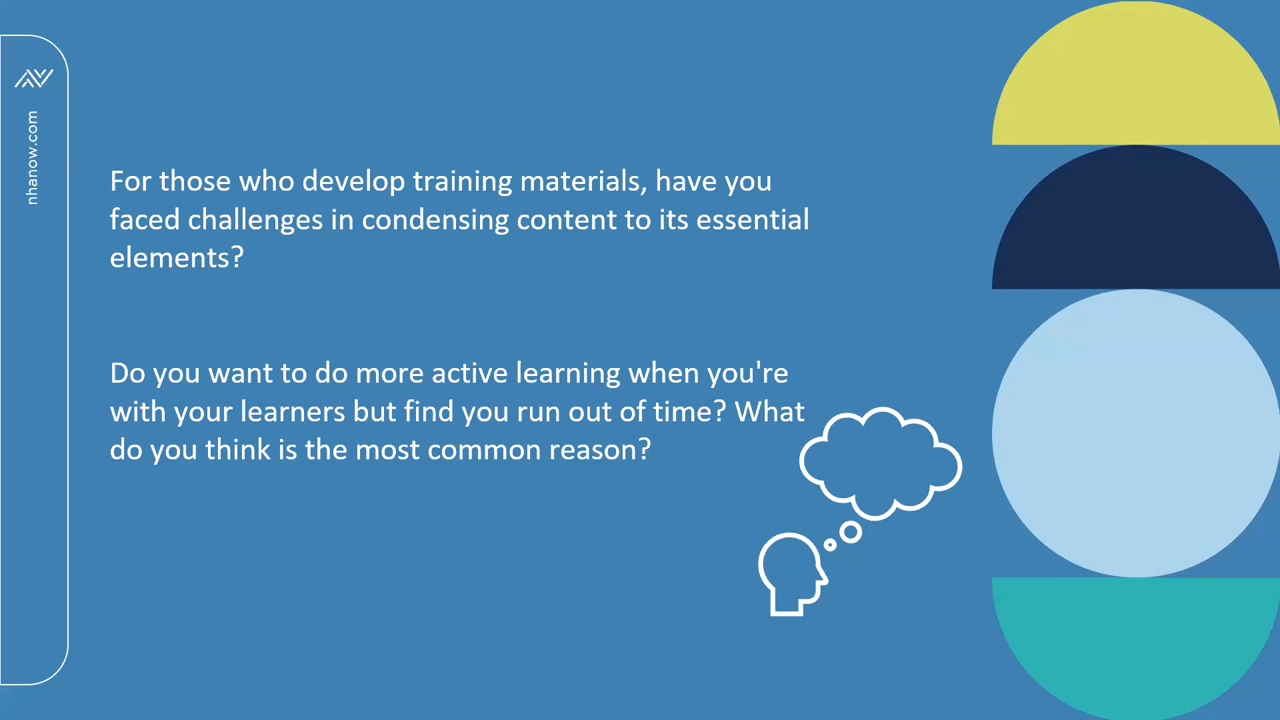 nhanow.com
For those who develop training materials, have you
faced challenges in condensing content to its essential
elements?
Do you want to do more active learning when you're
with your learners but find you run out of time? What
do you think is the most common reason?